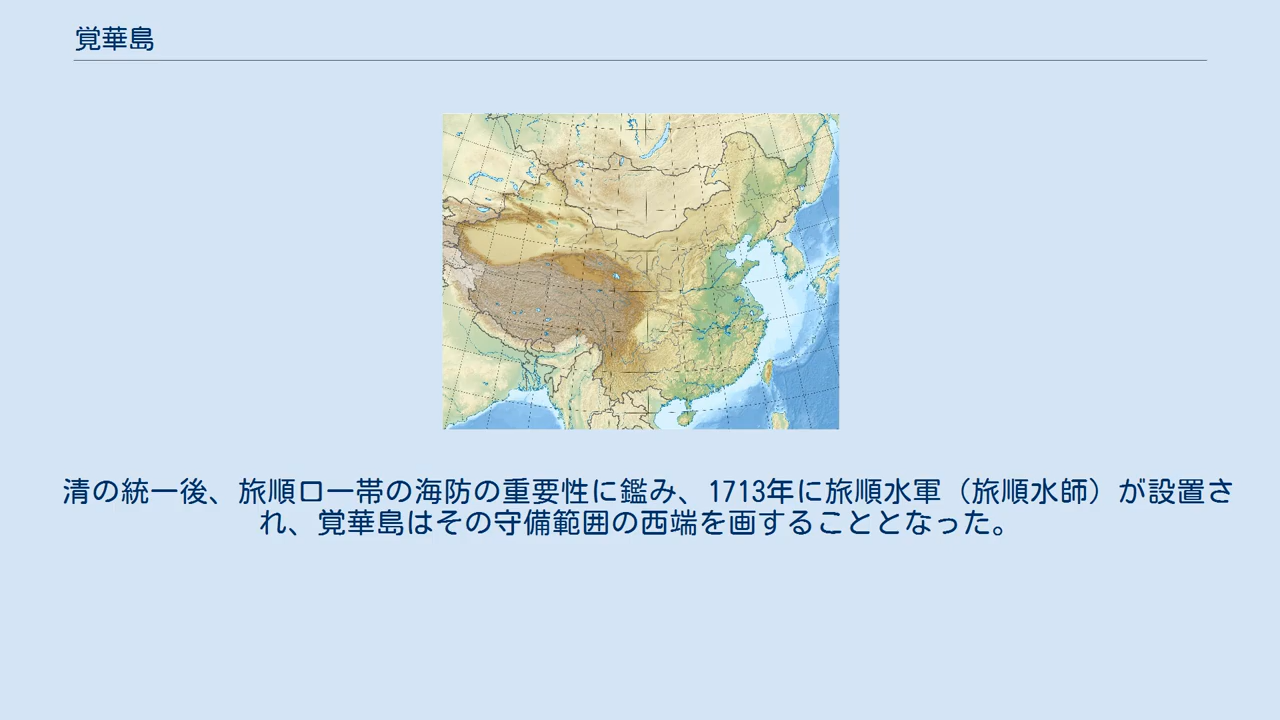 覚華島
清の統一後、旅順口一帯の海防の重要性に鑑み、1713年に旅順水軍（旅順水師）が設置さ
れ、覚華島はその守備範囲の西端を画することとなった。